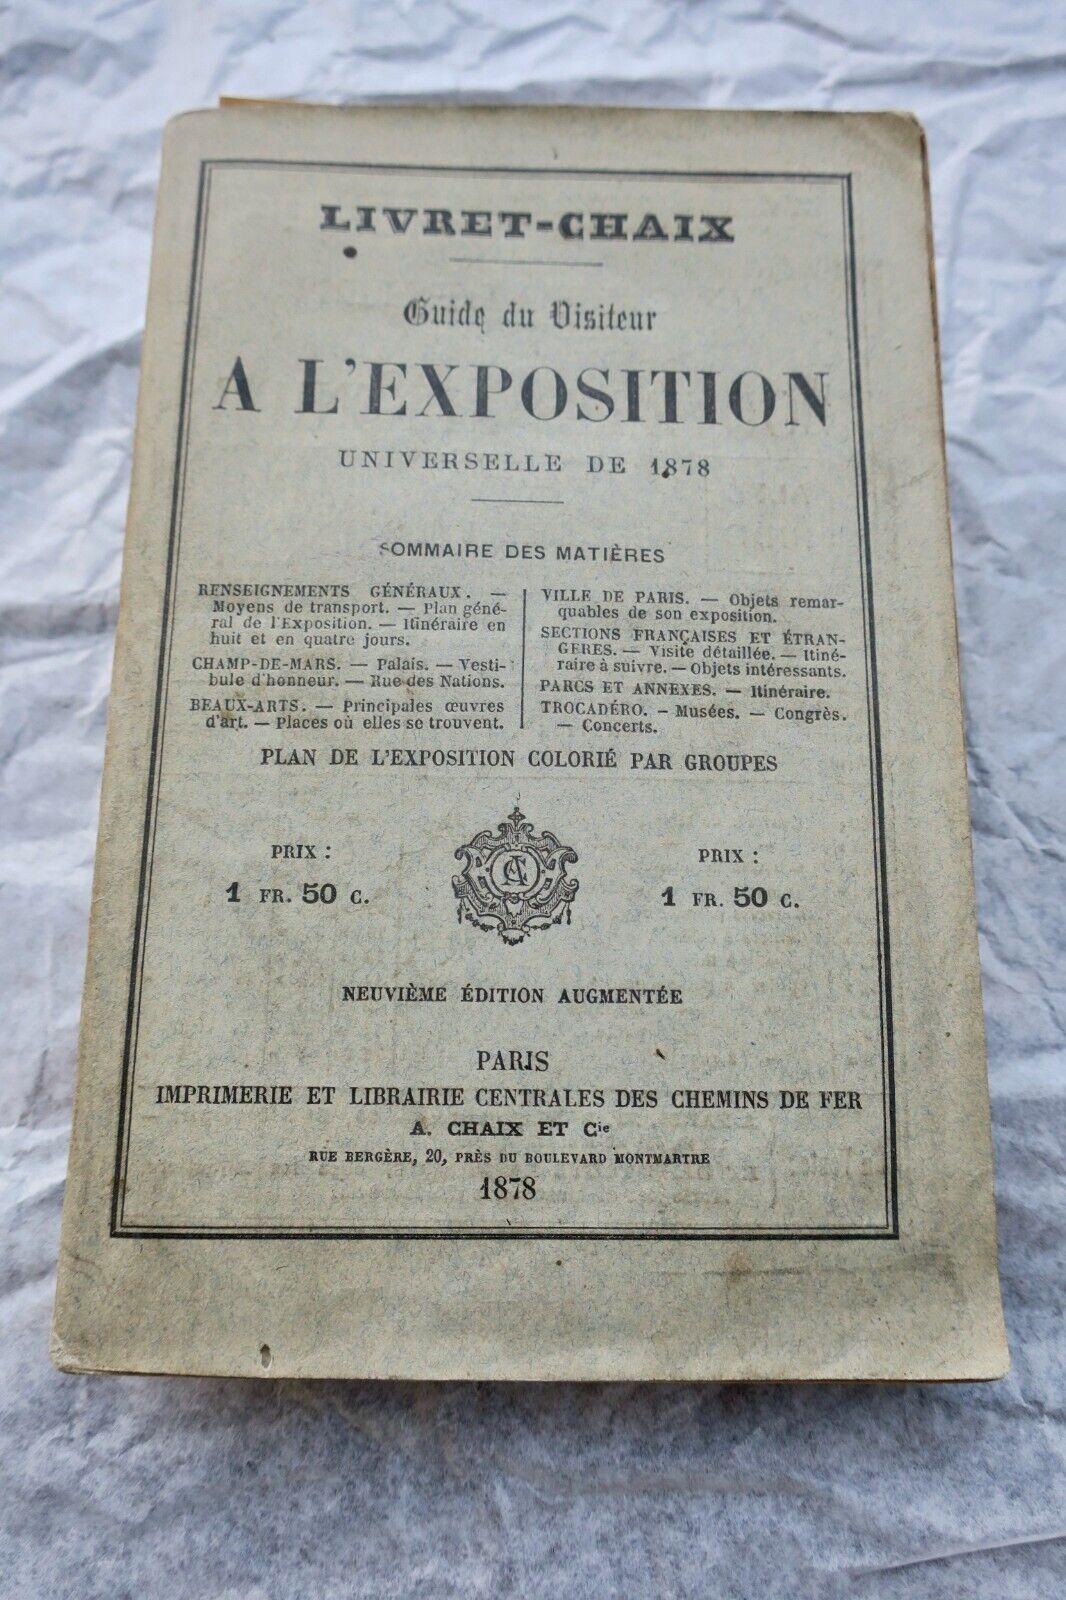 LIVRET-CHAIX
Guide du Visiteur
A L'EXPOSITION
UNIVERSELLE DE 1878
SOMMAIRE DES MATIÈRES
RENSEIGNEMENTS GÉNÉRAUX. —
Moyens de transport. — Plan géné-
ral de l'Exposition. — Itinéraire en
huit et en quatre jours.
CHAMP-DE-MARS. — Palais. — Vesti-
bule d'honneur. — Rue des Nations.
BEAUX-ARTS. — Principales œuvres
d'art. — Places où elles se trouvent.
VILLE DE PARIS. — Objets remar-
quables de son exposition.
SECTIONS FRANÇAISES ET ÉTRAN-
GÈRES. — Visite détaillée. — Itiné-
raire à suivre. — Objets intéressants.
PARCS ET ANNEXES. — Itinéraire.
TROCADÉRO. — Musées. — Congrès.
— Concerts.
PLAN DE L'EXPOSITION COLORIÉ PAR GROUPES
PRIX :
1 FR. 50 C.
AC
PRIX :
1 FR. 50 C.
NEUVIÈME ÉDITION AUGMENTÉE
PARIS
IMPRIMERIE ET LIBRAIRIE CENTRALES DES CHEMINS DE FER
A. CHAIX ET Cie
RUE BERGÈRE, 20, PRÈS DU BOULEVARD MONTMARTRE
1878